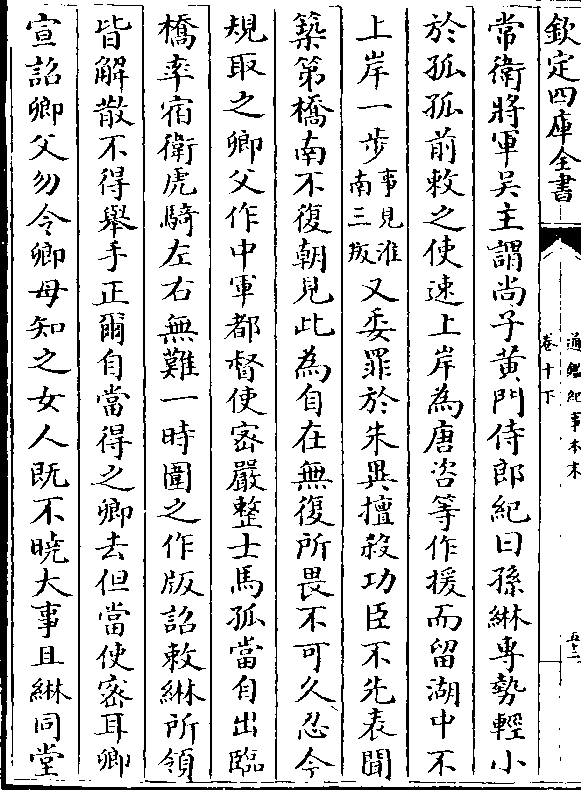 欽定四庫全書
通鑑紀事本末
卷十下
五十二
常衛將軍吳主謂尚子黃門侍郎紀曰孫綝專勢輕小
於孤孤前敕之使速上岸為唐咨等作援而留湖中不
上岸一步事見淮南三叛又委罪於朱異擅殺功臣不先表聞
築第橋南不復朝見此為自在無復所畏不可久忍今
規取之卿父作中軍都督使宻嚴整士馬孤當自出臨
橋率宿衛虎騎左右無難一時圍之作版詔敕綝所領
皆解散不得舉手正爾自當得之卿去但當使宻耳卿
宣詔卿父勿令卿母知之女人既不曉大事且綝同堂